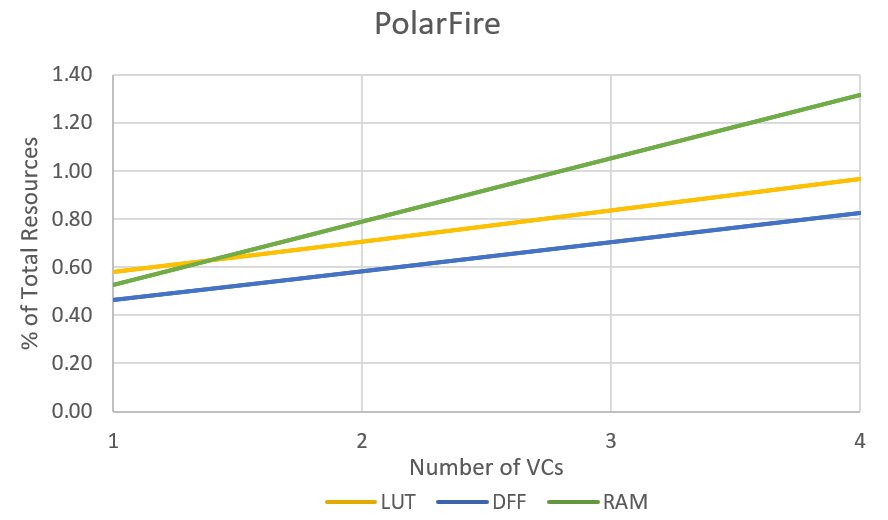 PolarFire
% of Total Resources
1.40
1.20
1.00
0.80
0.60
0.40
0.20
0.00
1 2 3 4
Number of VCs
LUT DFF RAM